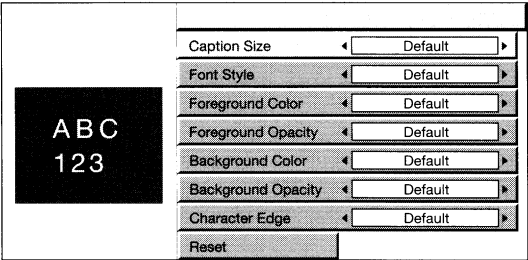 ABC
123
Caption Size Default
Font Style Default
Foreground Color Default
Foreground Opacity Default
Background Color Default
Background Opacity Default
Character Edge Default
Reset